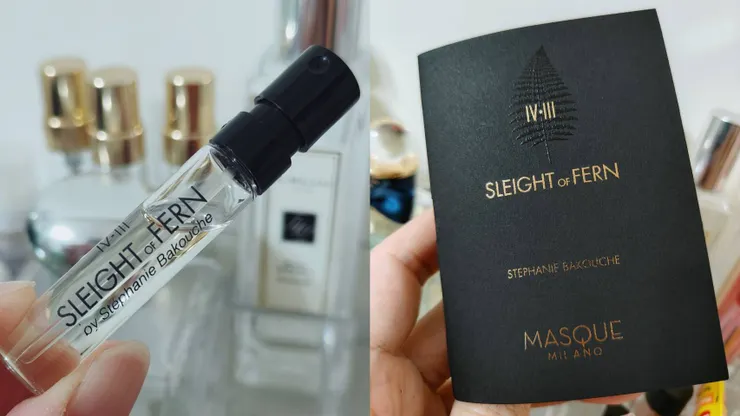 IV·III
SLEIGHT OF FERN
by Stephanie Bakouche
IV·III
SLEIGHT OF FERN
STEPHANIE BAKOUCHE
MASQUE
MILANO